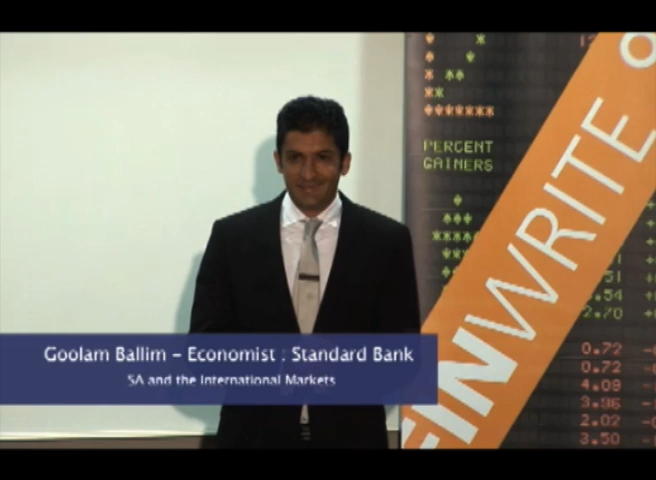 PERCENT
GAINERS
FINWRITE
51
.54
2.70
0.72
0.72
4.09
3.36
2.02
3.50
Goolam Ballim – Economist : Standard Bank
SA and the International Markets